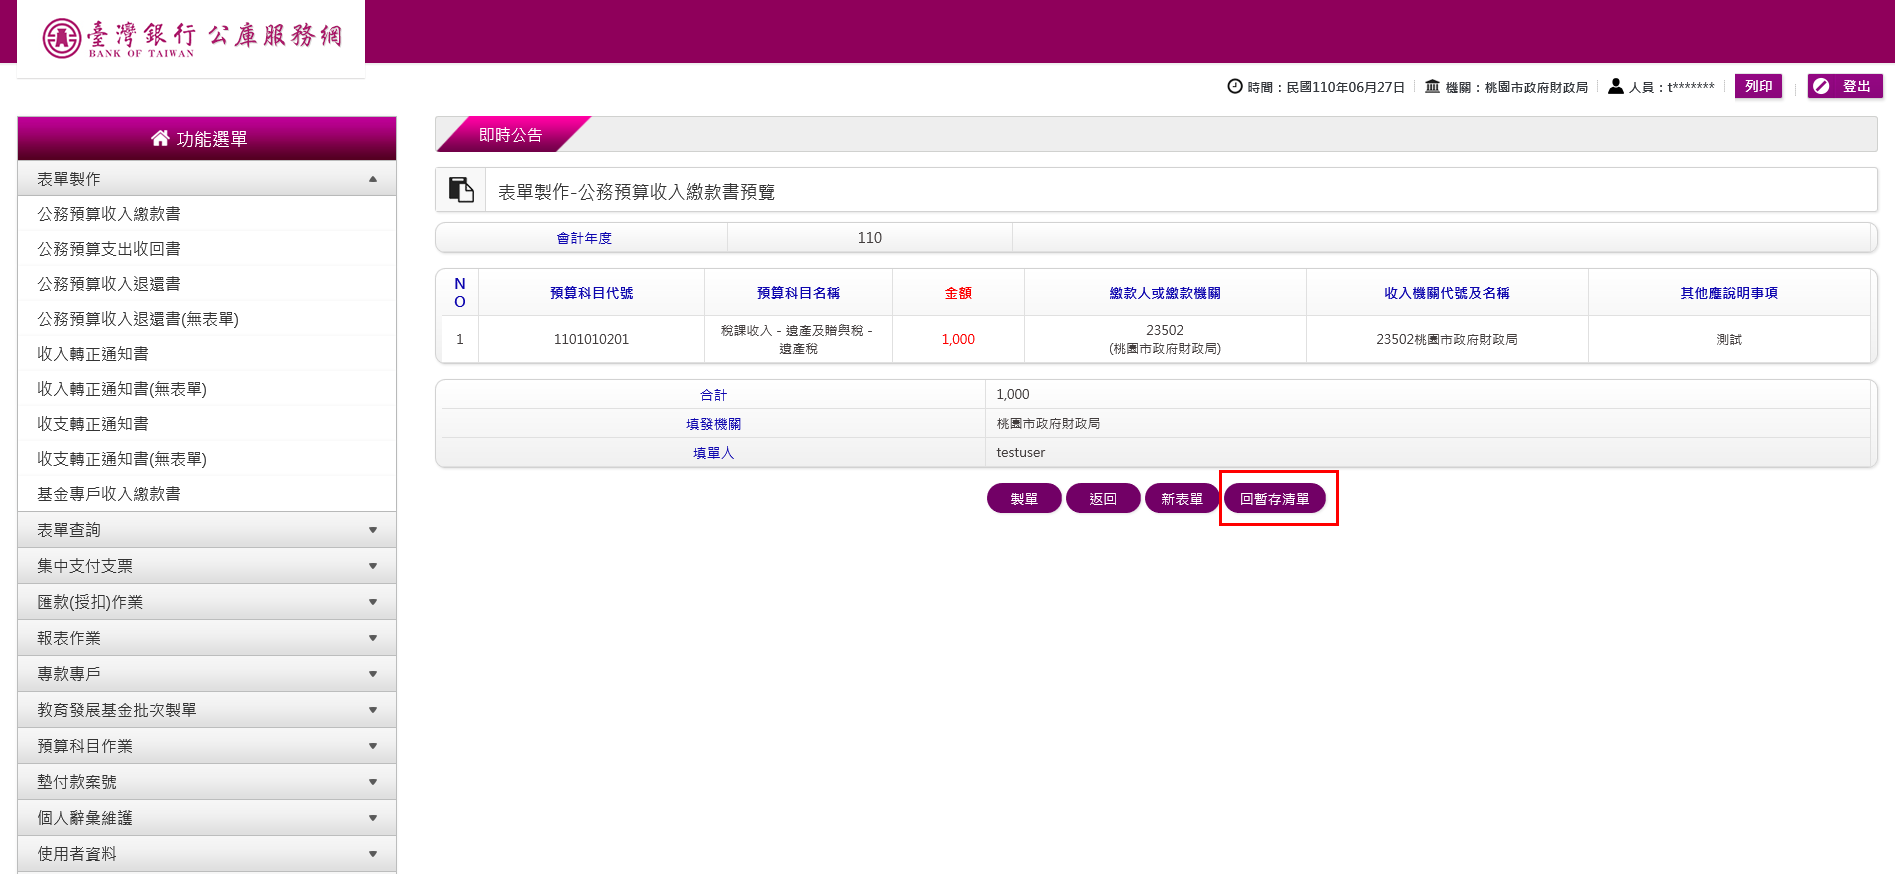 臺灣銀行 公庫服務網
BANK OF TAIWAN
時間：民國110年06月27日 機關：桃園市政府財政局 人員：t******* 列印 登出
功能選單
表單製作
公務預算收入繳款書
公務預算支出收回書
公務預算收入退還書
公務預算收入退還書(無表單)
收入轉正通知書
收入轉正通知書(無表單)
收支轉正通知書
收支轉正通知書(無表單)
基金專戶收入繳款書
表單查詢
集中支付支票
匯款(授扣)作業
報表作業
專款專戶
教育發展基金批次製單
預算科目作業
墊付款案號
個人辭彙維護
使用者資料
即時公告
表單製作-公務預算收入繳款書預覽
會計年度 110
NO 預算科目代號 預算科目名稱 金額 繳款人或繳款機關 收入機關代號及名稱 其他應說明事項
1 1101010201 稅課收入－遺產及贈與稅－遺產稅 1,000 23502(桃園市政府財政局) 23502桃園市政府財政局 測試
合計 1,000
填發機關 桃園市政府財政局
填單人 testuser
製單 返回 新表單 回暫存清單